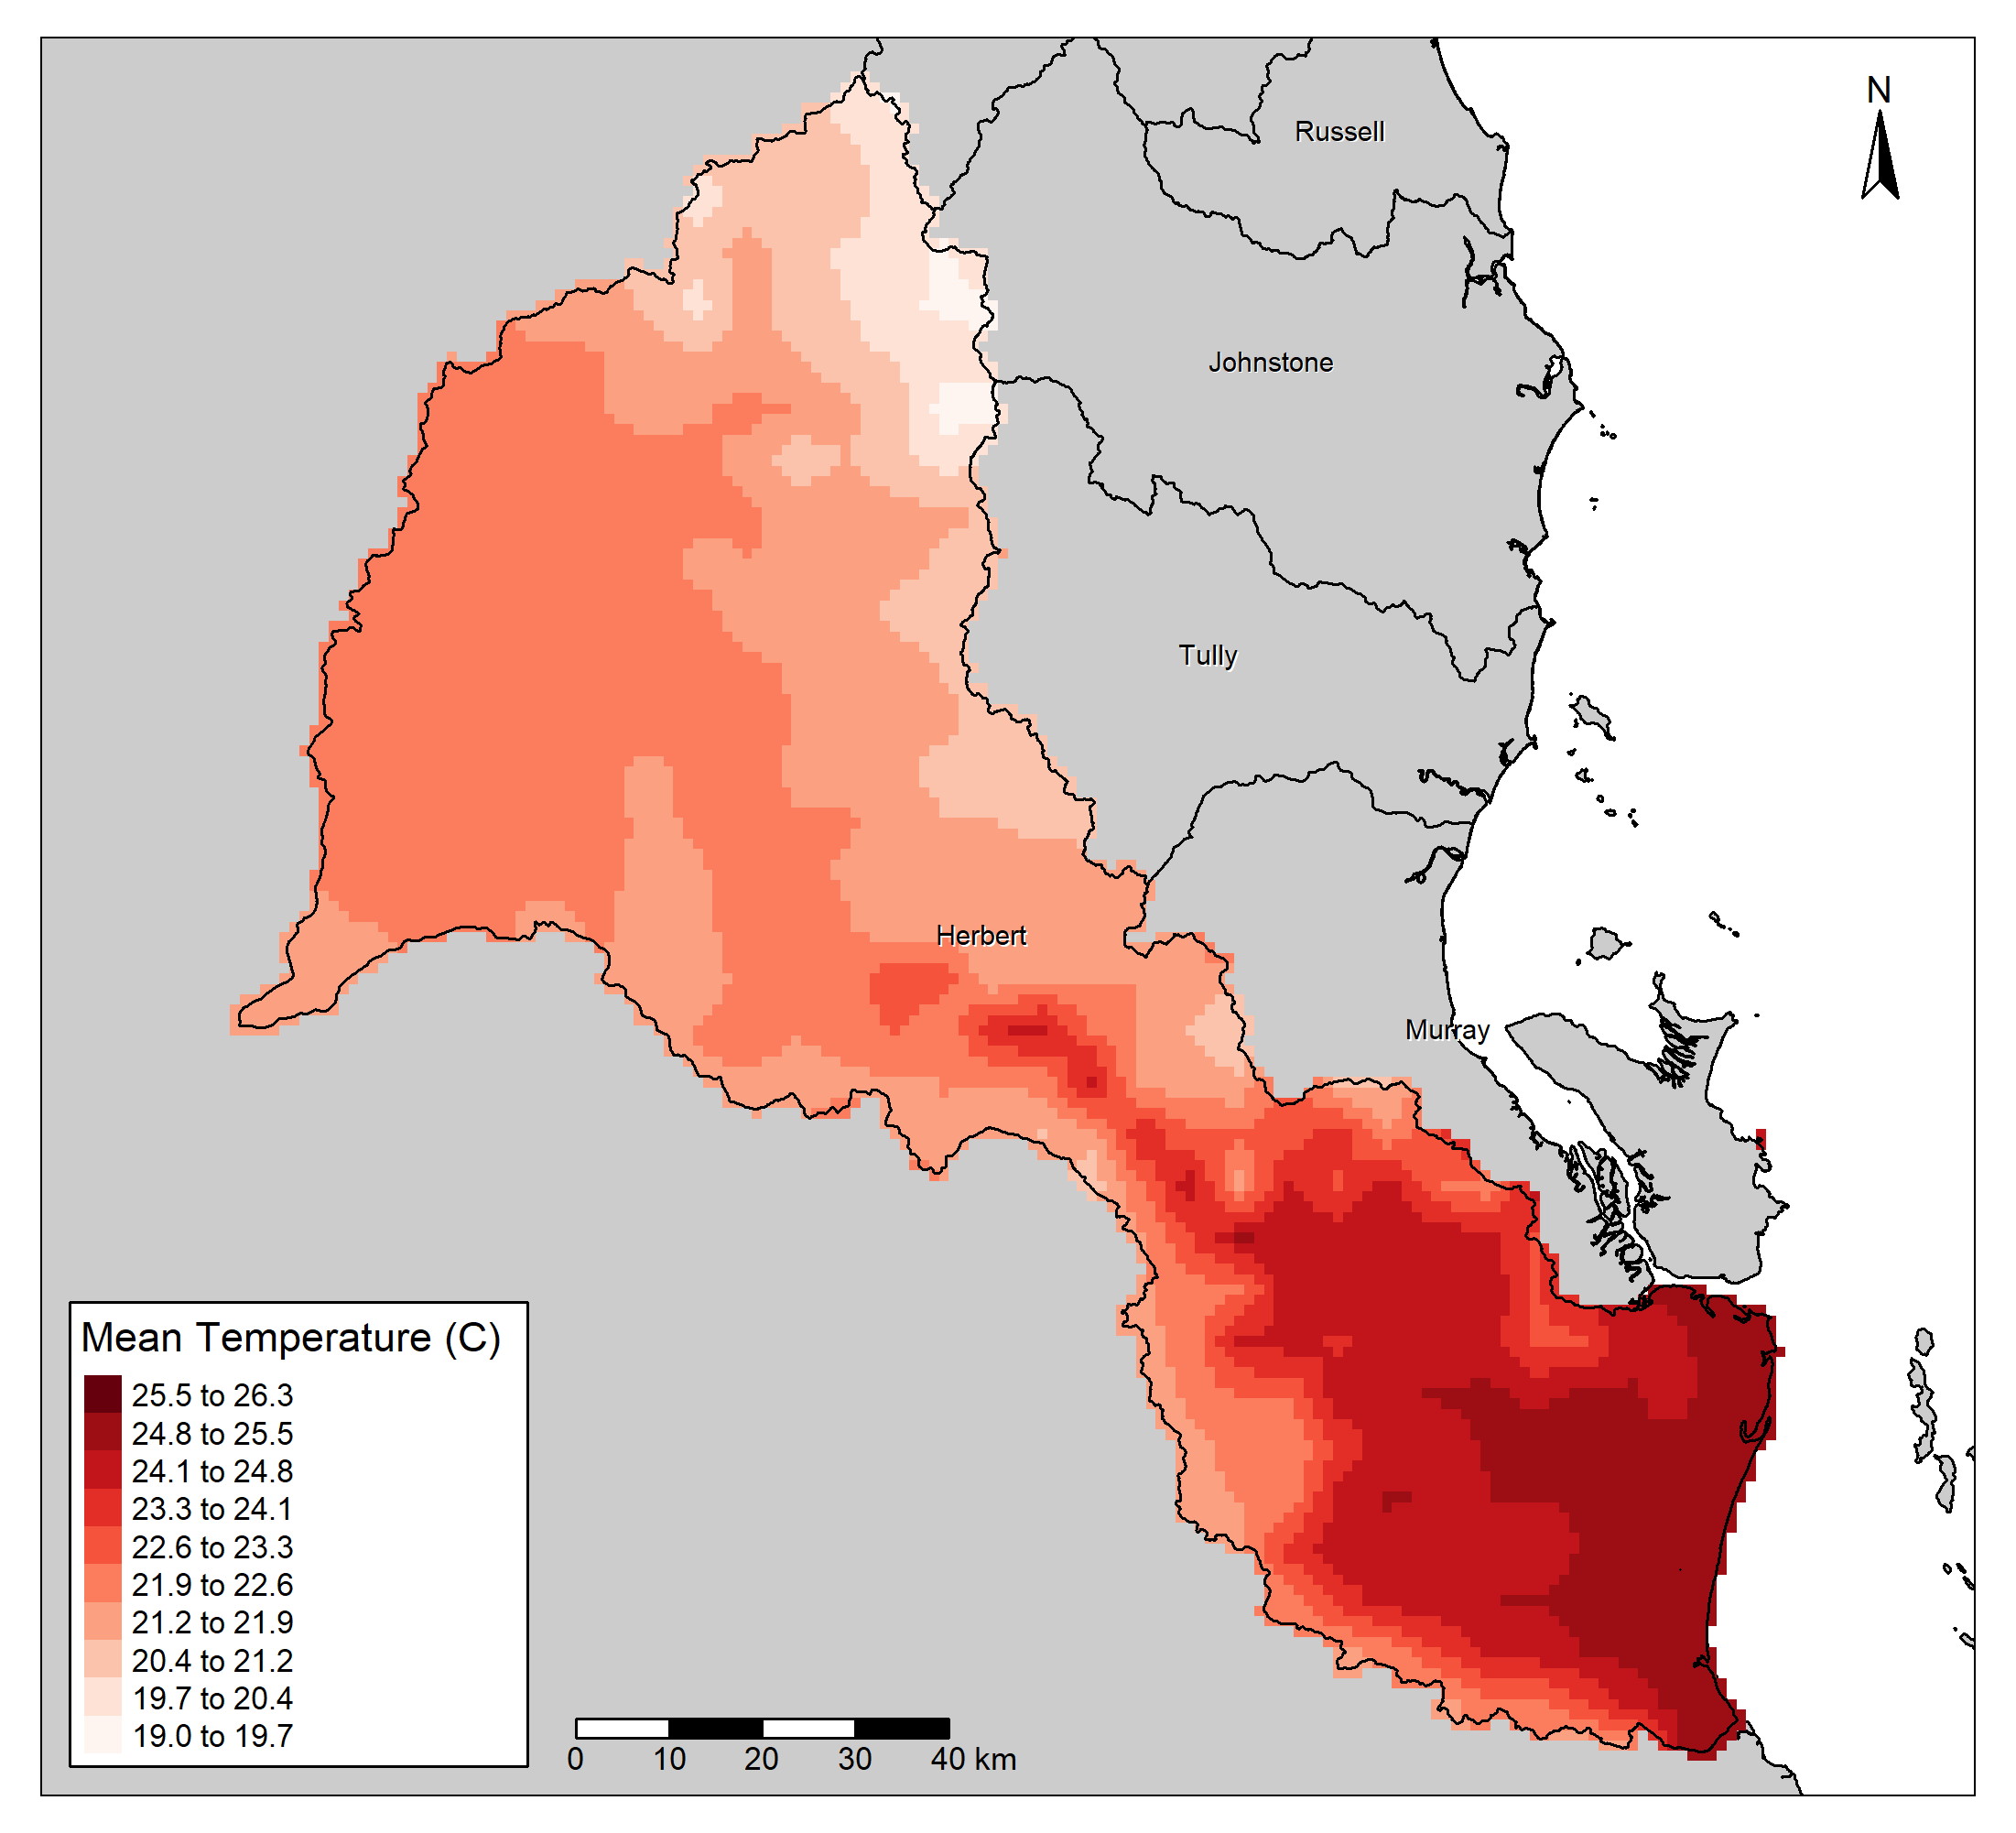 N
Russell
Johnstone
Tully
Herbert
Murray
Mean Temperature (C)
25.5 to 26.3
24.8 to 25.5
24.1 to 24.8
23.3 to 24.1
22.6 to 23.3
21.9 to 22.6
21.2 to 21.9
20.4 to 21.2
19.7 to 20.4
19.0 to 19.7
0 10 20 30 40 km